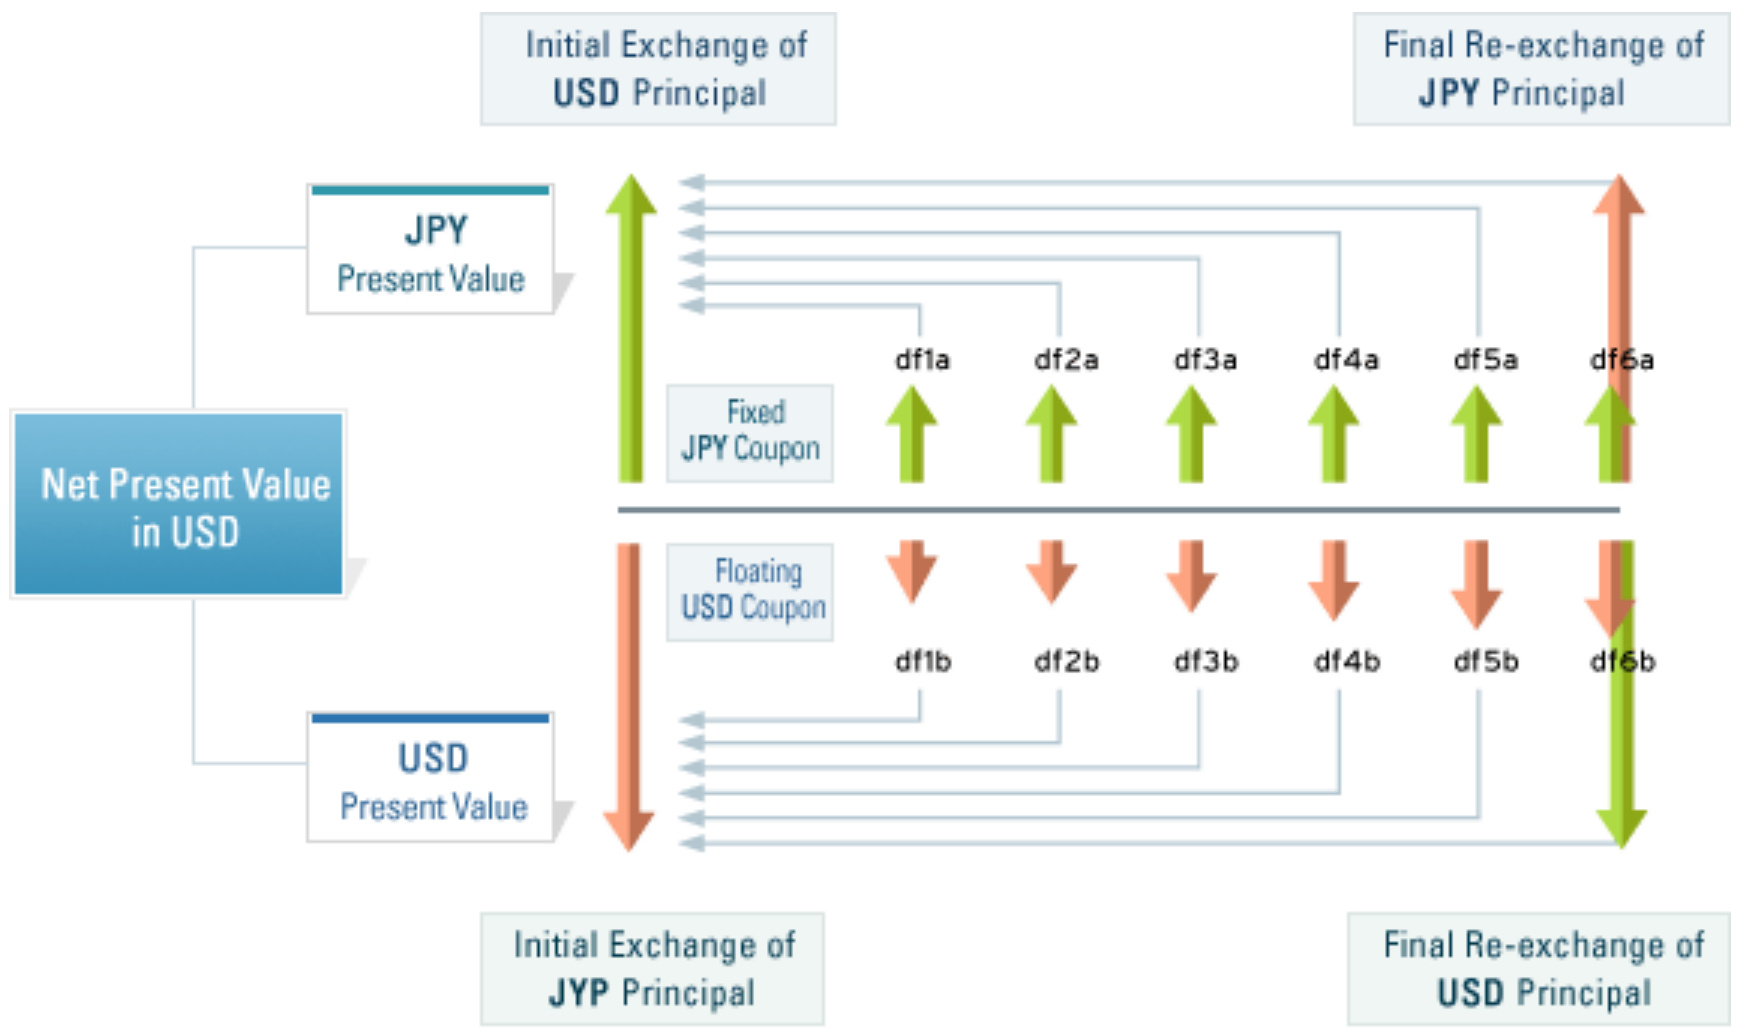 Initial Exchange of
USD Principal
Final Re-exchange of
JPY Principal
JPY
Present Value
df1a df2a df3a df4a df5a df6a
Fixed
JPY Coupon
Net Present Value
in USD
Floating
USD Coupon
df1b df2b df3b df4b df5b df6b
USD
Present Value
Initial Exchange of
JYP Principal
Final Re-exchange of
USD Principal